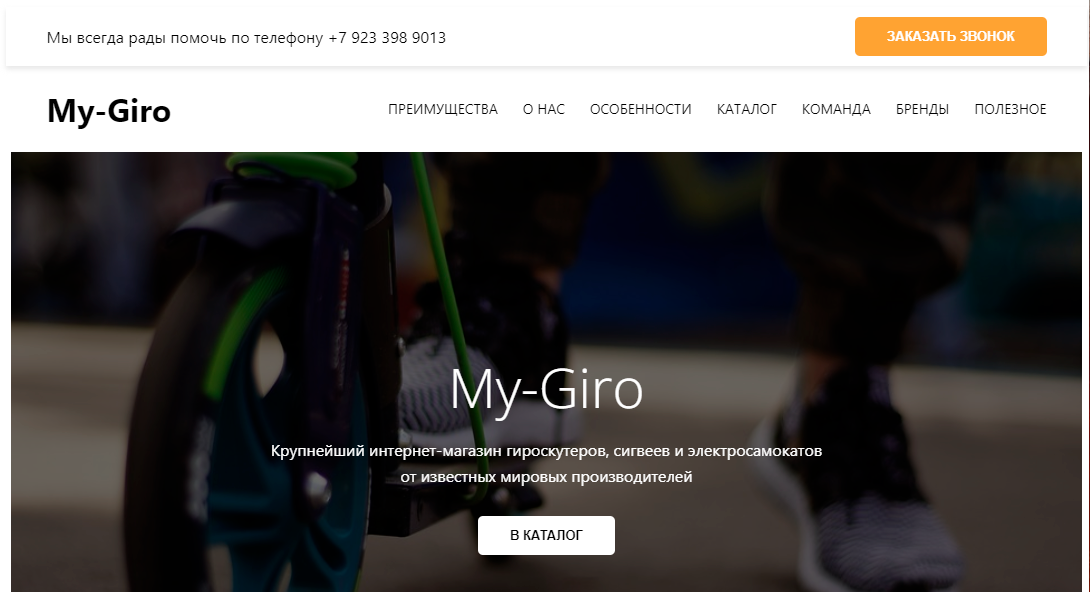 Мы всегда рады помочь по телефону +7 923 398 9013
ЗАКАЗАТЬ ЗВОНОК
My-Giro
ПРЕИМУЩЕСТВА О НАС ОСОБЕННОСТИ КАТАЛОГ КОМАНДА БРЕНДЫ ПОЛЕЗНОЕ
My-Giro
Крупнейший интернет-магазин гироскутеров, сигвеев и электросамокатов
от известных мировых производителей
В КАТАЛОГ